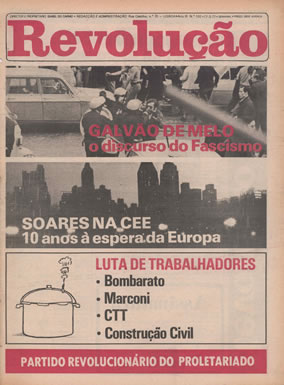 Revolução
GALVÃO DE MELO
o discurso do Fascismo
SOARES NA CEE
10 anos à espera da Europa
LUTA DE TRABALHADORES
• Bombarato
• Marconi
• CTT
• Construção Civil
PARTIDO REVOLUCIONÁRIO DO PROLETARIADO